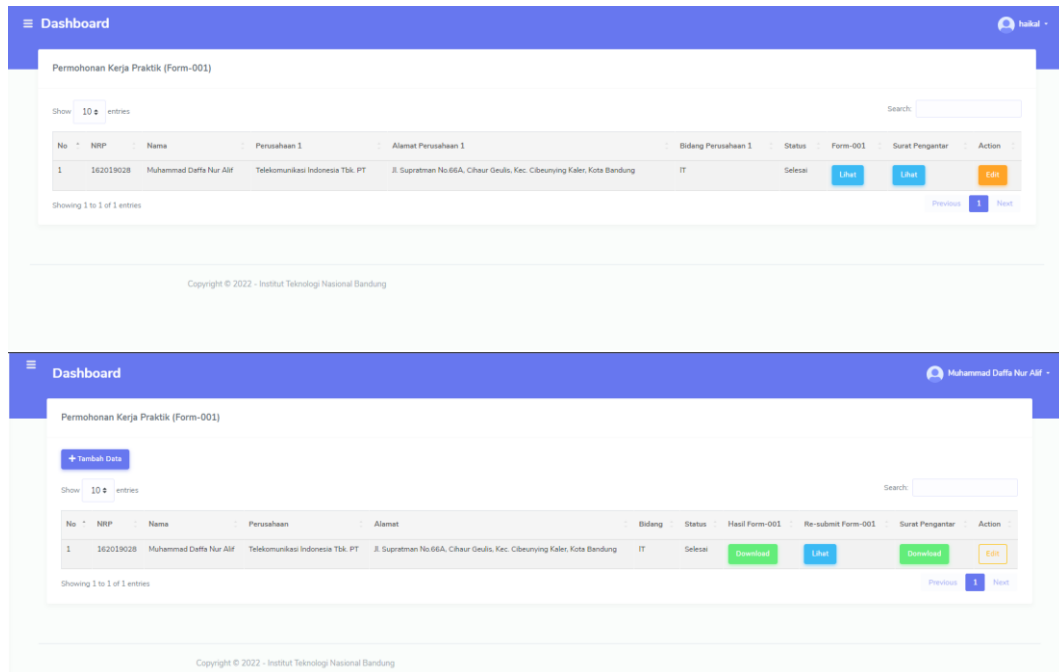 Dashboard
haikal
Permohonan Kerja Praktik (Form-001)
Show 10 entries
Search:
No NRP Nama Perusahaan 1 Alamat Perusahaan 1 Bidang Perusahaan 1 Status Form-001 Surat Pengantar Action
1 162019028 Muhammad Daffa Nur Alif Telekomunikasi Indonesia Tbk. PT Jl. Supratman No.66A, Cihaur Geulis, Kec. Cibeunying Kaler, Kota Bandung IT Selesai Lihat Lihat Edit
Showing 1 to 1 of 1 entries
Previous 1 Next
Copyright © 2022 - Institut Teknologi Nasional Bandung
Dashboard
Muhammad Daffa Nur Alif
Permohonan Kerja Praktik (Form-001)
+ Tambah Data
Show 10 entries
Search:
No NRP Nama Perusahaan Alamat Bidang Status Hasil Form-001 Re-submit Form-001 Surat Pengantar Action
1 162019028 Muhammad Daffa Nur Alif Telekomunikasi Indonesia Tbk. PT Jl. Supratman No.66A, Cihaur Geulis, Kec. Cibeunying Kaler, Kota Bandung IT Selesai Download Lihat Donwload Edit
Showing 1 to 1 of 1 entries
Previous 1 Next
Copyright © 2022 - Institut Teknologi Nasional Bandung